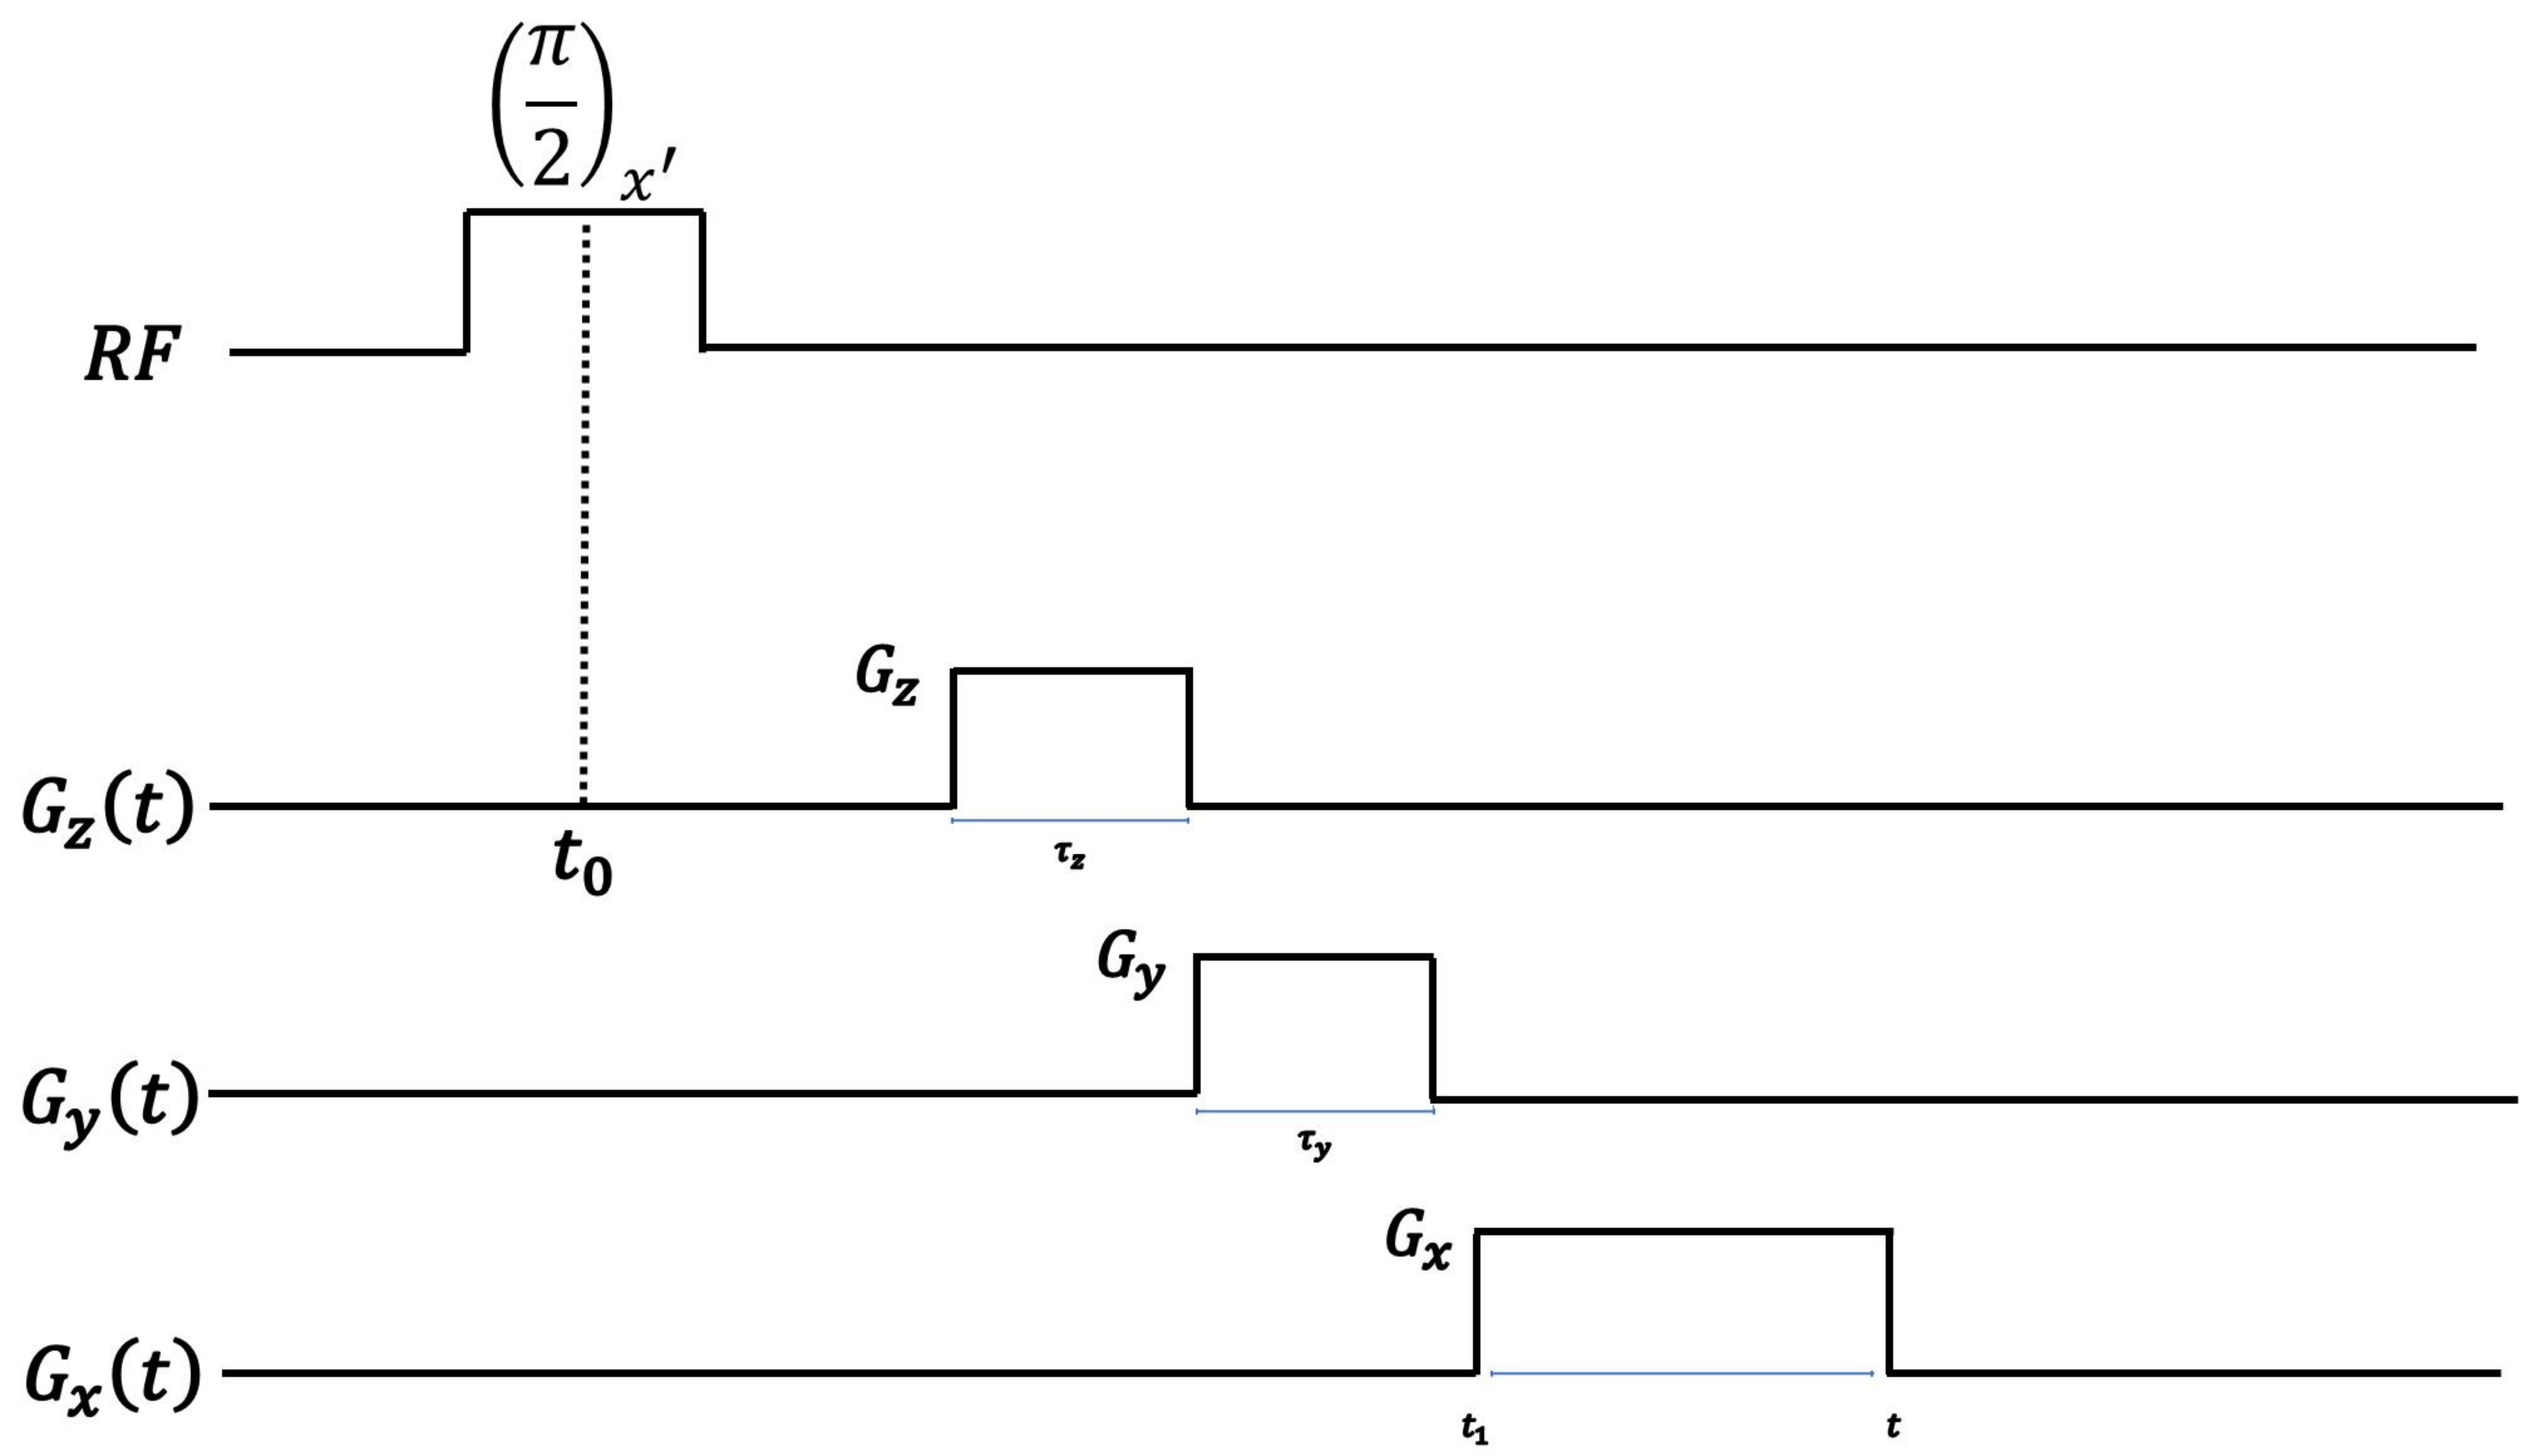 (π/2)x′
RF
Gz
Gz(t)
τz
t0
Gy
Gy(t)
τy
Gx
Gx(t)
t1
t